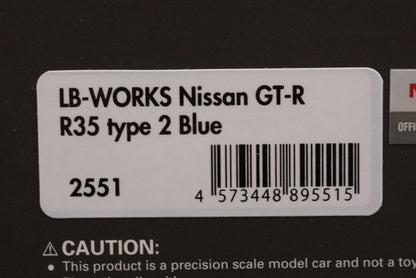 LB-WORKS Nissan GT-R
R35 type 2 Blue
2551
4 573448 895515
OFFI
⚠ CAUTION:
● This product is a precision scale model car and not a toy